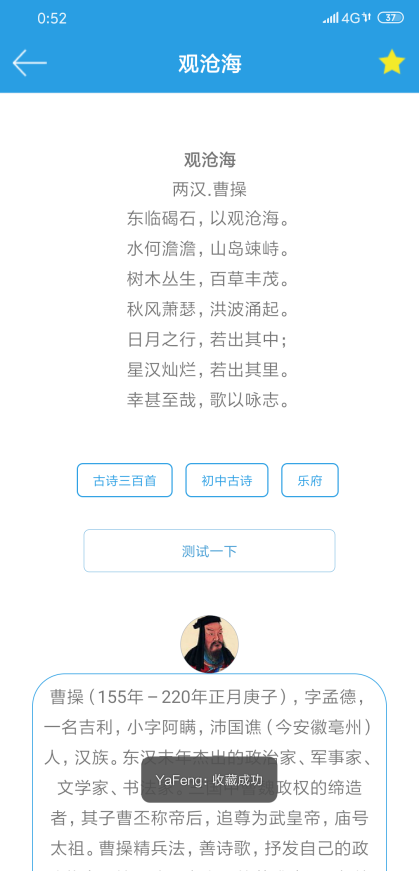 0:52
4G
37
观沧海
观沧海
两汉.曹操
东临碣石，以观沧海。
水何澹澹，山岛竦峙。
树木丛生，百草丰茂。
秋风萧瑟，洪波涌起。
日月之行，若出其中；
星汉灿烂，若出其里。
幸甚至哉，歌以咏志。
古诗三百首 初中古诗 乐府
测试一下
曹操（155年－220年正月庚子），字孟德，
一名吉利，小字阿瞒，沛国谯（今安徽亳州）
人，汉族。东汉末年杰出的政治家、军事家、
文学家、书 政权的缔造
YaFeng：收藏成功
者，其子曹丕称帝后，追尊为武皇帝，庙号
太祖。曹操精兵法，善诗歌，抒发自己的政